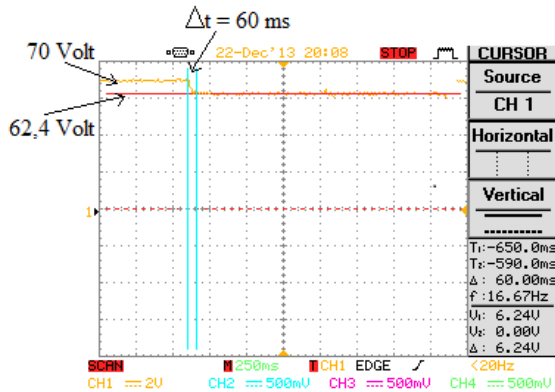 Δt = 60 ms
70 Volt
62,4 Volt
22-Dec'13 20:08 STOP
CURSOR
Source
CH 1
Horizontal
Vertical
1
T₁:-650.0ms
T₂:-590.0ms
Δ: 60.00ms
f :16.67Hz
V₁: 6.24V
V₂: 0.00V
Δ: 6.24V
SCAN M 250ms T CH1 EDGE <20Hz
CH1 2V CH2 500mV CH3 500mV CH4 500mV